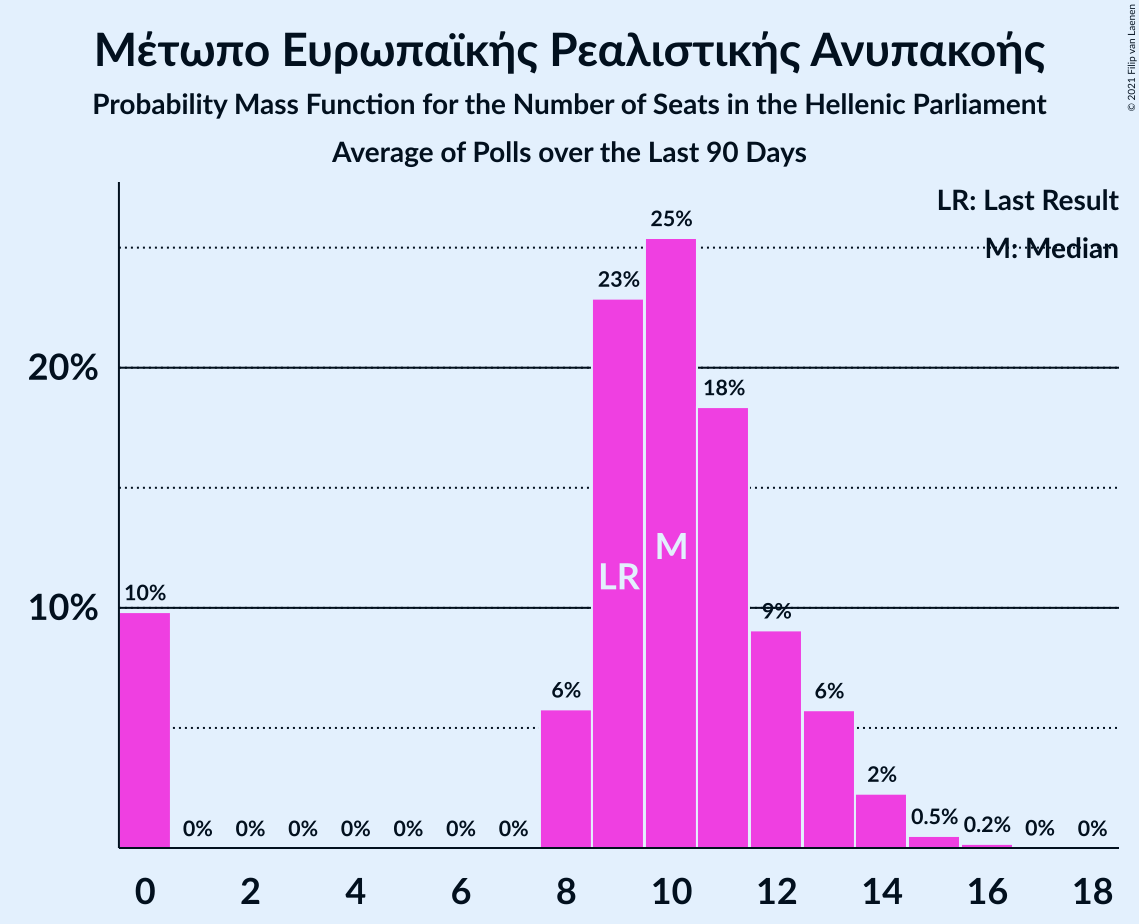 Μέτωπο Ευρωπαϊκής Ρεαλιστικής Ανυπακοής
Probability Mass Function for the Number of Seats in the Hellenic Parliament
Average of Polls over the Last 90 Days
© 2021 Filip van Laenen
LR: Last Result
M: Median
25%
23%
20%
18%
M
LR
10%
10%
9%
6%
6%
2%
0% 0% 0% 0% 0% 0% 0% 0.5% 0.2% 0% 0%
0 2 4 6 8 10 12 14 16 18